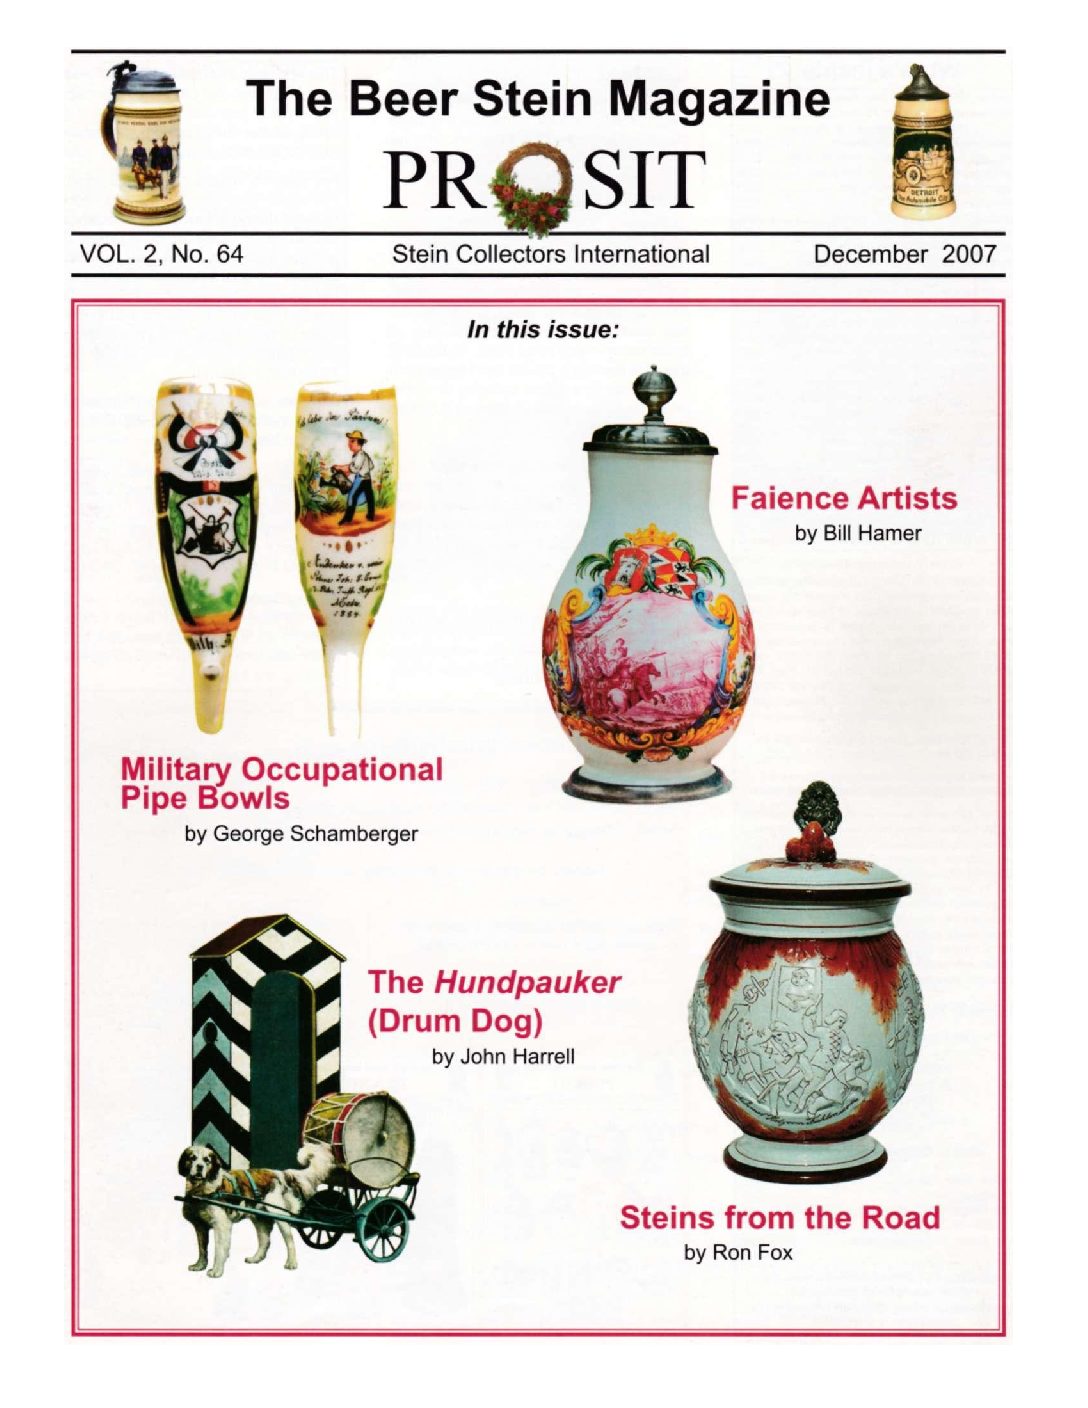 The Beer Stein Magazine
PROSIT
DETROIT
VOL. 2, No. 64
Stein Collectors International
December 2007
In this issue:
Faience Artists
by Bill Hamer
Military Occupational
Pipe Bowls
by George Schamberger
The Hundpauker
(Drum Dog)
by John Harrell
Steins from the Road
by Ron Fox